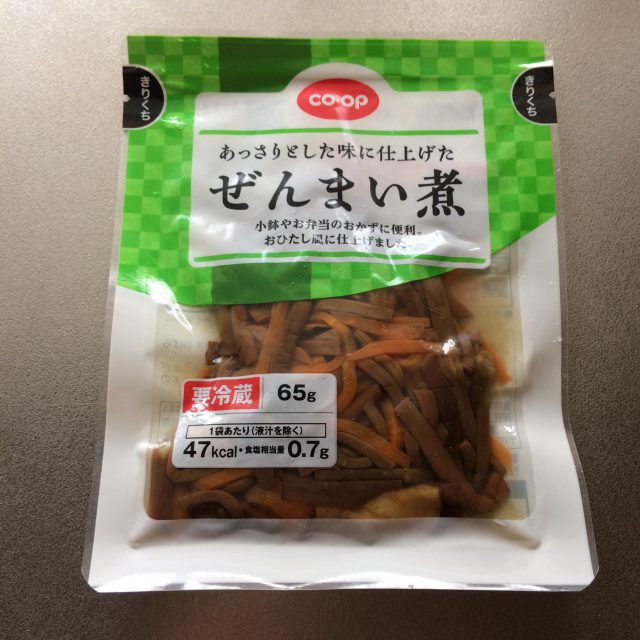 CO·OP
きりくち
きりくち
あっさりとした味に仕上げた
ぜんまい煮
小鉢やお弁当のおかずに便利。
おひたし風に仕上げました。
要冷蔵 65g
1袋あたり(液汁を除く)
47kcal・食塩相当量0.7g